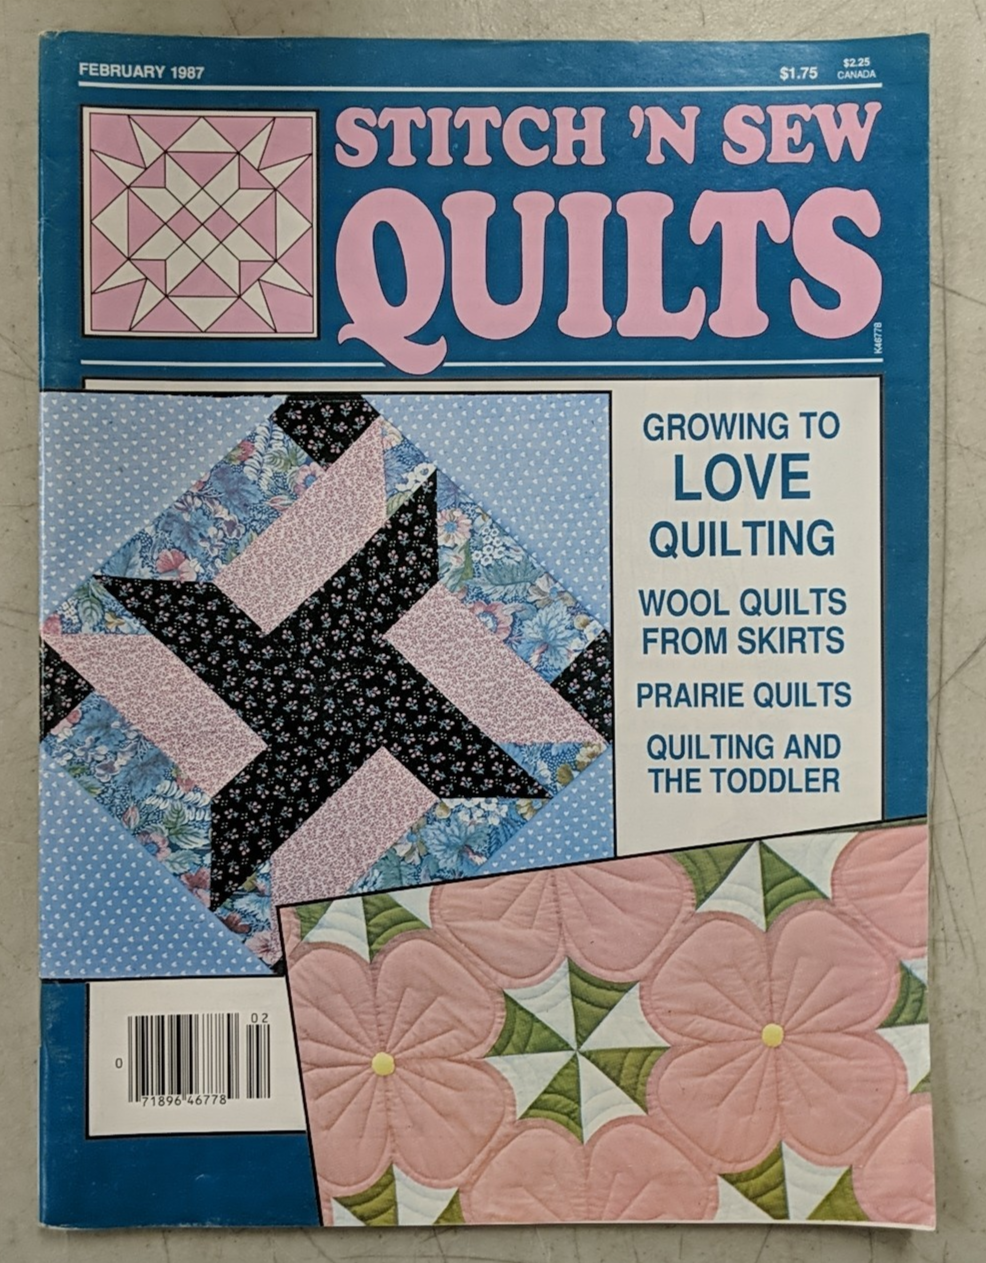 FEBRUARY 1987
$1.75
$2.25
CANADA
STITCH 'N SEW
QUILTS
K46778
GROWING TO
LOVE
QUILTING
WOOL QUILTS
FROM SKIRTS
PRAIRIE QUILTS
QUILTING AND
THE TODDLER
02
0
71896 46778